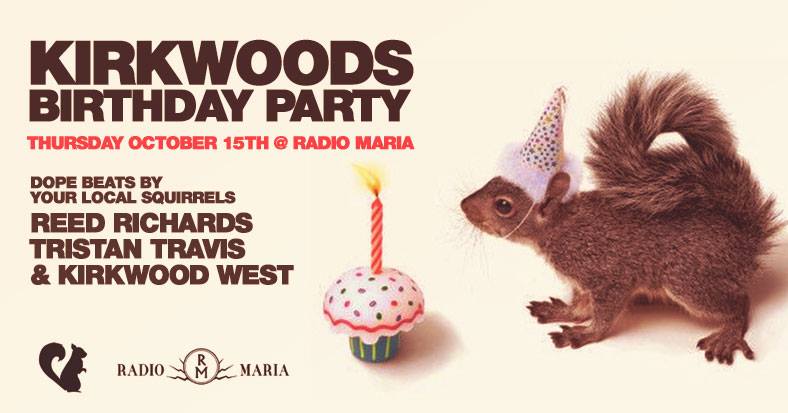 KIRKWOODS
BIRTHDAY PARTY
THURSDAY OCTOBER 15TH @ RADIO MARIA
DOPE BEATS BY
YOUR LOCAL SQUIRRELS
REED RICHARDS
TRISTAN TRAVIS
& KIRKWOOD WEST
RADIO RM MARIA